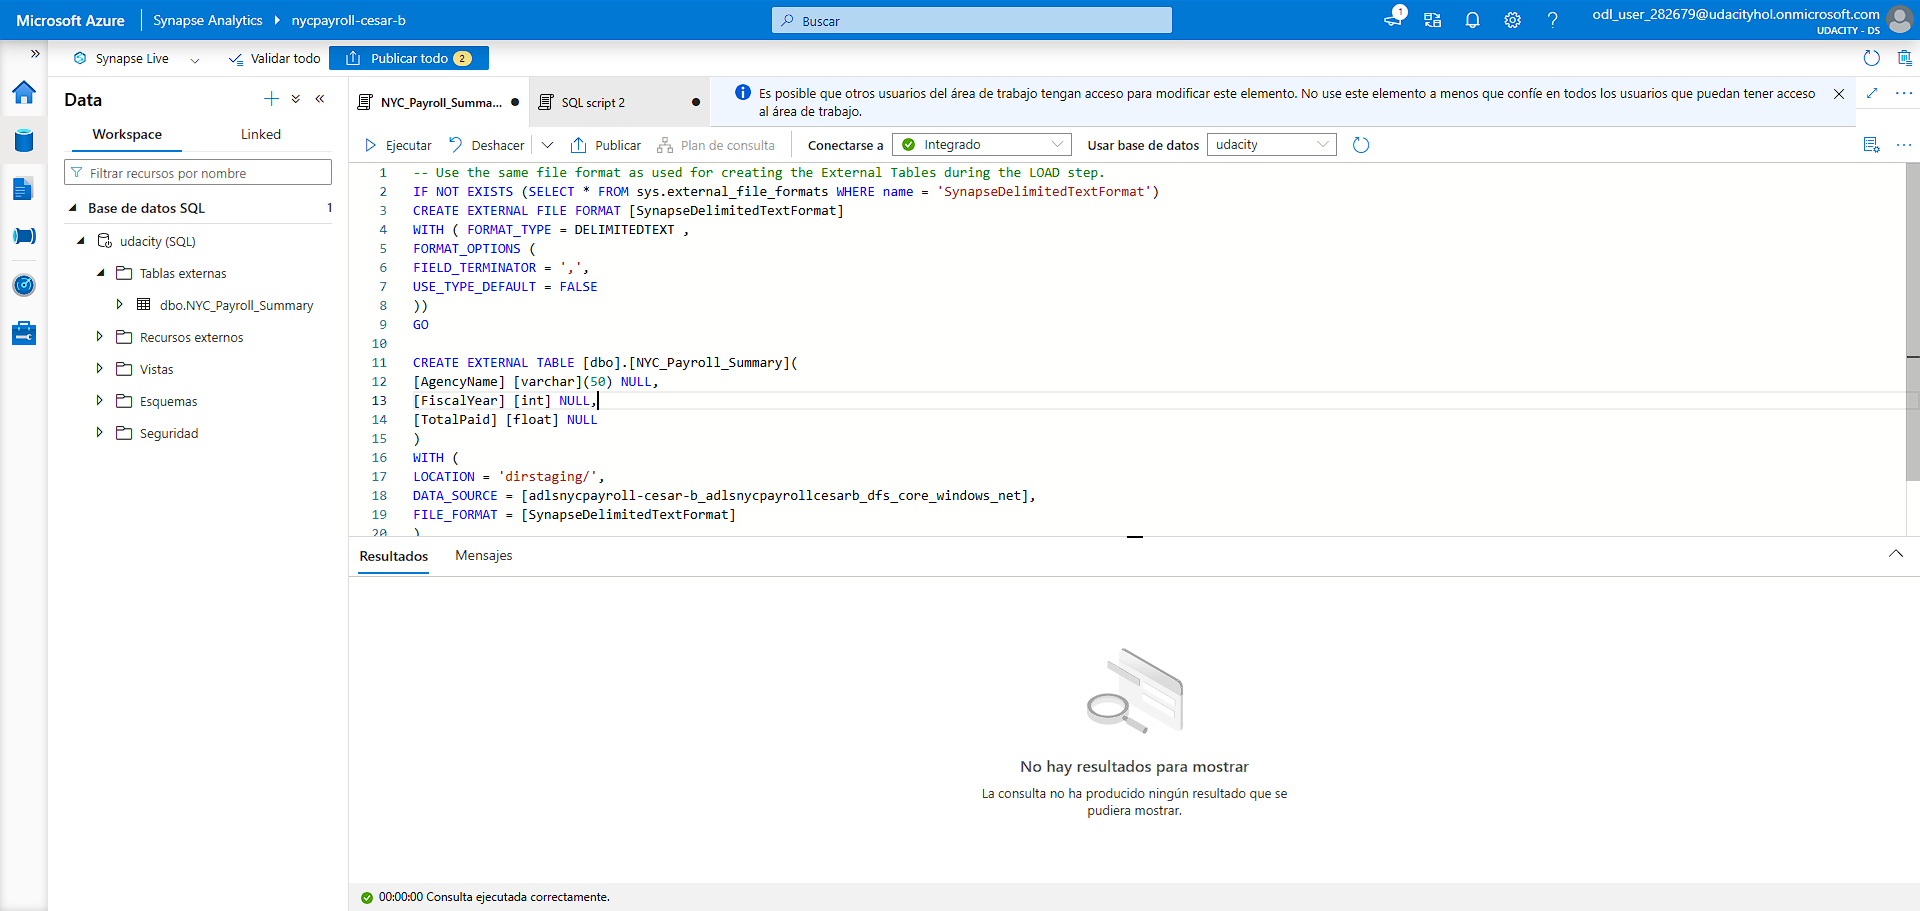 Microsoft Azure
Synapse Analytics
nycpayroll-cesar-b
Buscar
1
odl_user_282679@udacityhol.onmicrosoft.com
UDACITY - DS
Synapse Live
Validar todo
Publicar todo 2
Data
Workspace
Linked
Filtrar recursos por nombre
Base de datos SQL 1
udacity (SQL)
Tablas externas
dbo.NYC_Payroll_Summary
Recursos externos
Vistas
Esquemas
Seguridad
NYC_Payroll_Summa...
SQL script 2
Es posible que otros usuarios del área de trabajo tengan acceso para modificar este elemento. No use este elemento a menos que confíe en todos los usuarios que puedan tener acceso
al área de trabajo.
Ejecutar
Deshacer
Publicar
Plan de consulta
Conectarse a
Integrado
Usar base de datos
udacity
1 -- Use the same file format as used for creating the External Tables during the LOAD step.
2 IF NOT EXISTS (SELECT * FROM sys.external_file_formats WHERE name = 'SynapseDelimitedTextFormat')
3 CREATE EXTERNAL FILE FORMAT [SynapseDelimitedTextFormat]
4 WITH ( FORMAT_TYPE = DELIMITEDTEXT ,
5 FORMAT_OPTIONS (
6 FIELD_TERMINATOR = ',',
7 USE_TYPE_DEFAULT = FALSE
8 ))
9 GO
10
11 CREATE EXTERNAL TABLE [dbo].[NYC_Payroll_Summary](
12 [AgencyName] [varchar](50) NULL,
13 [FiscalYear] [int] NULL,
14 [TotalPaid] [float] NULL
15 )
16 WITH (
17 LOCATION = 'dirstaging/',
18 DATA_SOURCE = [adlsnycpayroll-cesar-b_adlsnycpayrollcesarb_dfs_core_windows_net],
19 FILE_FORMAT = [SynapseDelimitedTextFormat]
20 )
Resultados
Mensajes
No hay resultados para mostrar
La consulta no ha producido ningún resultado que se
pudiera mostrar.
00:00:00 Consulta ejecutada correctamente.